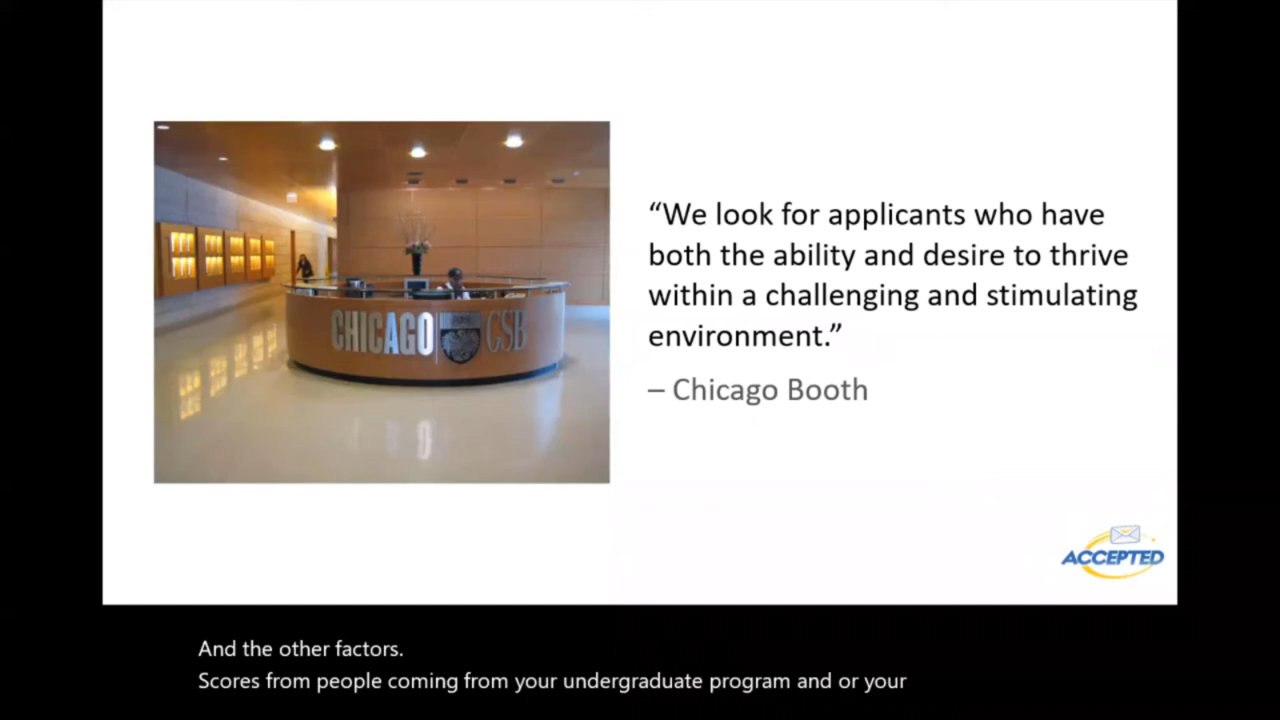 CHICAGO CSB
“We look for applicants who have
both the ability and desire to thrive
within a challenging and stimulating
environment.”
– Chicago Booth
ACCEPTED
And the other factors.
Scores from people coming from your undergraduate program and or your